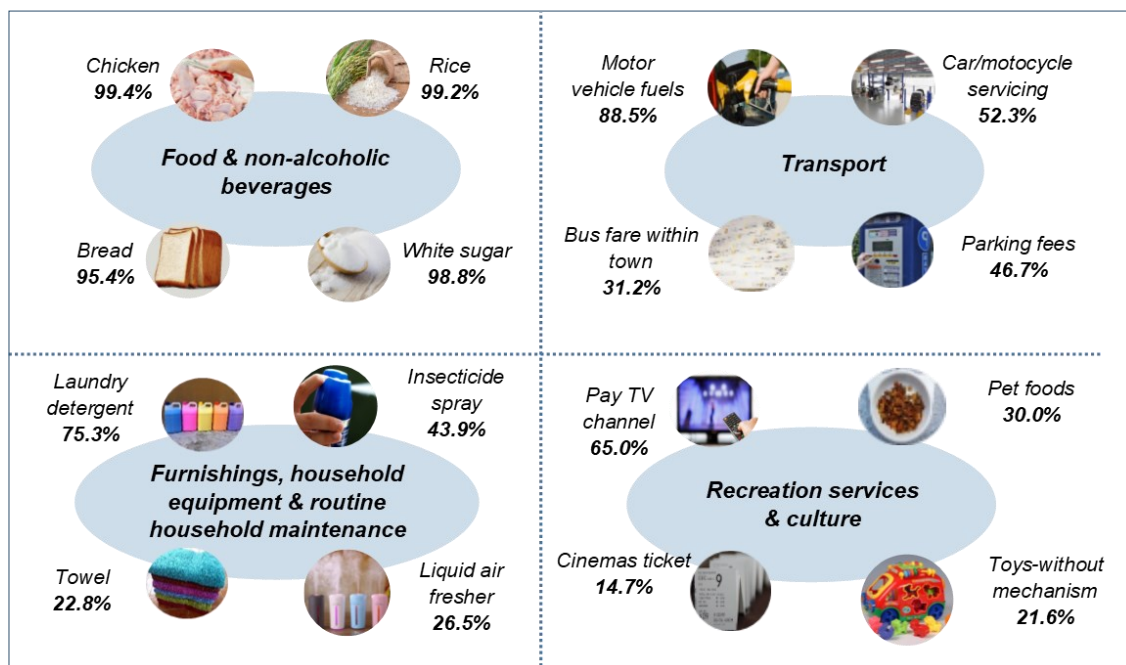 Chicken
99.4%
Rice
99.2%
Food & non-alcoholic
beverages
Bread
95.4%
White sugar
98.8%
Motor
vehicle fuels
88.5%
Car/motocycle
servicing
52.3%
Transport
Bus fare within
town
31.2%
Parking fees
46.7%
Laundry
detergent
75.3%
Insecticide
spray
43.9%
Furnishings, household
equipment & routine
household maintenance
Towel
22.8%
Liquid air
fresher
26.5%
Pay TV
channel
65.0%
Pet foods
30.0%
Recreation services
& culture
Cinemas ticket
14.7%
9
Toys-without
mechanism
21.6%